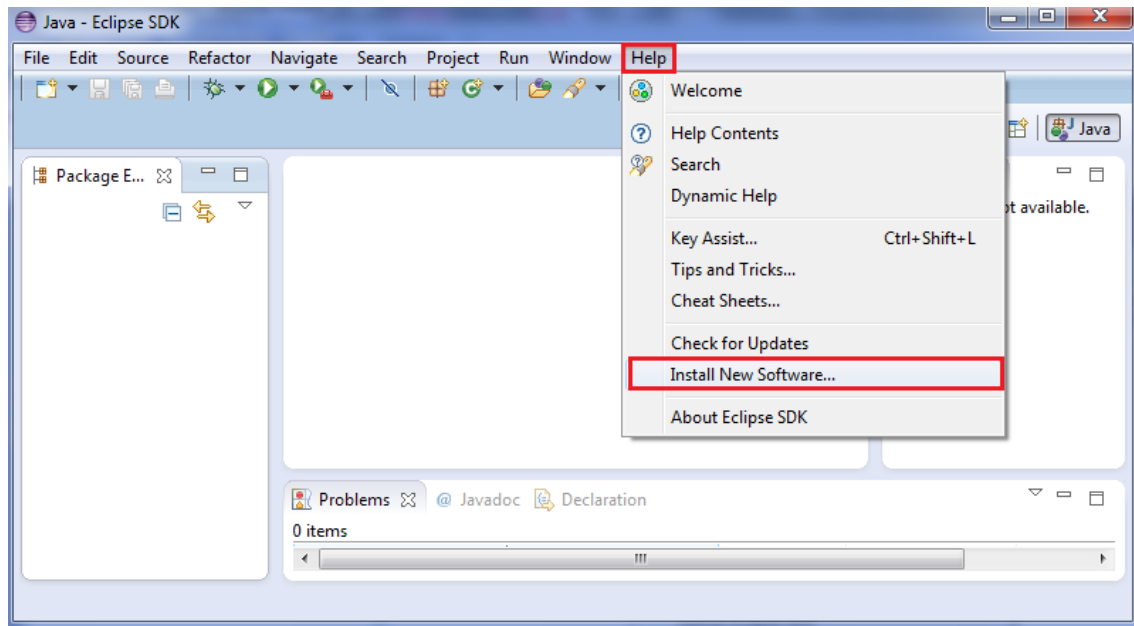 Java - Eclipse SDK
File Edit Source Refactor Navigate Search Project Run Window Help
Welcome
Help Contents
Java
Search
Package E...
Dynamic Help
t available.
Key Assist... Ctrl+Shift+L
Tips and Tricks...
Cheat Sheets...
Check for Updates
Install New Software...
About Eclipse SDK
Problems @ Javadoc Declaration
0 items